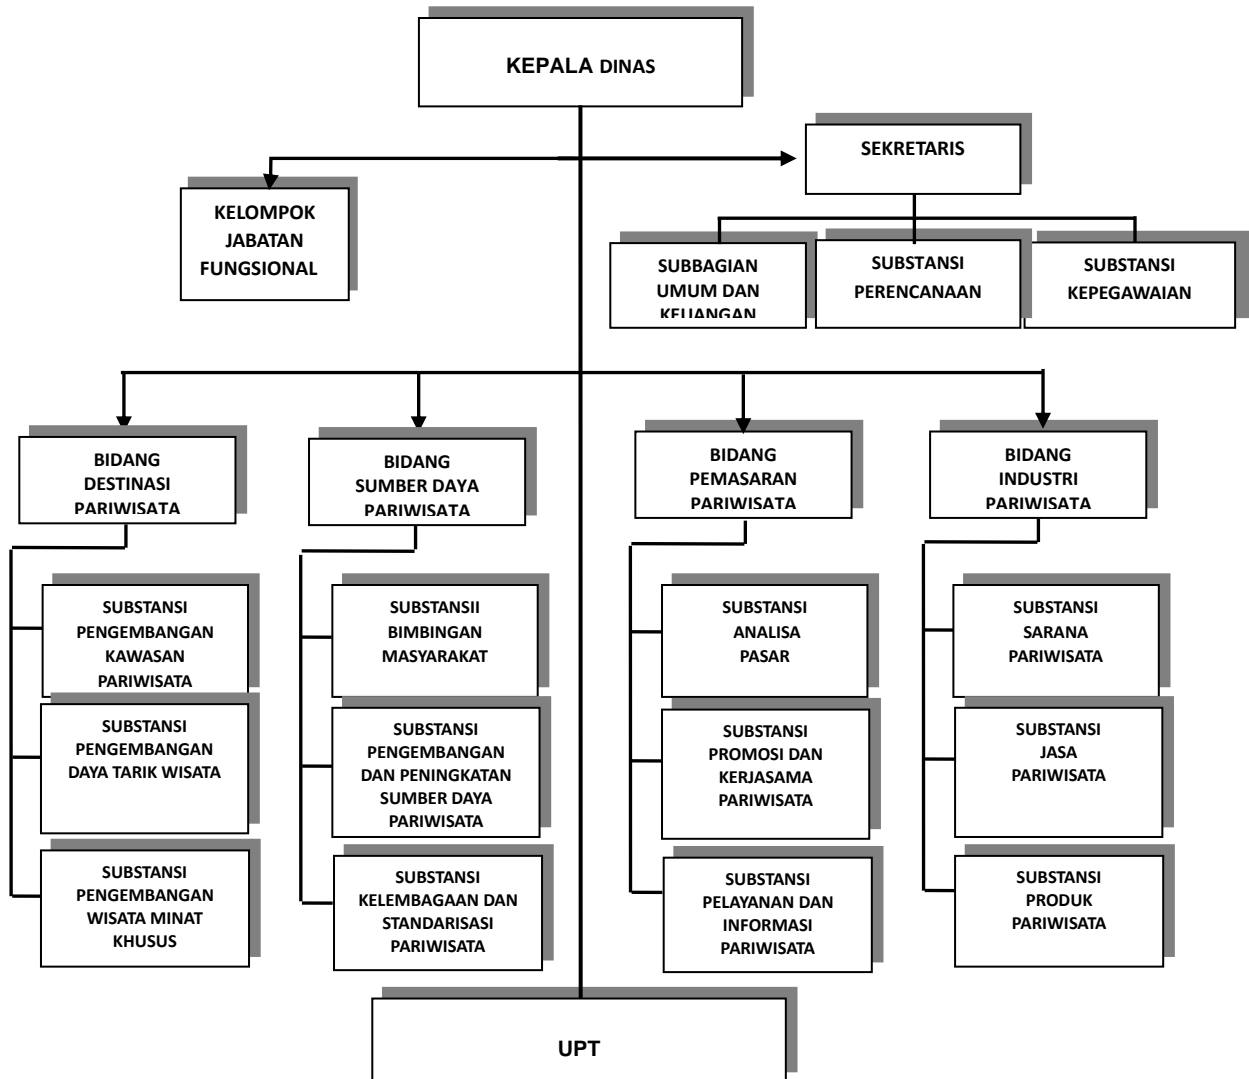 KEPALA DINAS
SEKRETARIS
KELOMPOK
JABATAN
FUNGSIONAL
SUBBAGIAN
UMUM DAN
KEUANGAN
SUBSTANSI
PERENCANAAN
SUBSTANSI
KEPEGAWAIAN
BIDANG
DESTINASI
PARIWISATA
BIDANG
SUMBER DAYA
PARIWISATA
BIDANG
PEMASARAN
PARIWISATA
BIDANG
INDUSTRI
PARIWISATA
SUBSTANSI
PENGEMBANGAN
KAWASAN
PARIWISATA
SUBSTANSII
BIMBINGAN
MASYARAKAT
SUBSTANSI
ANALISA
PASAR
SUBSTANSI
SARANA
PARIWISATA
SUBSTANSI
PENGEMBANGAN
DAYA TARIK WISATA
SUBSTANSI
PENGEMBANGAN
DAN PENINGKATAN
SUMBER DAYA
PARIWISATA
SUBSTANSI
PROMOSI DAN
KERJASAMA
PARIWISATA
SUBSTANSI
JASA
PARIWISATA
SUBSTANSI
PENGEMBANGAN
WISATA MINAT
KHUSUS
SUBSTANSI
KELEMBAGAAN DAN
STANDARISASI
PARIWISATA
SUBSTANSI
PELAYANAN DAN
INFORMASI
PARIWISATA
SUBSTANSI
PRODUK
PARIWISATA
UPT